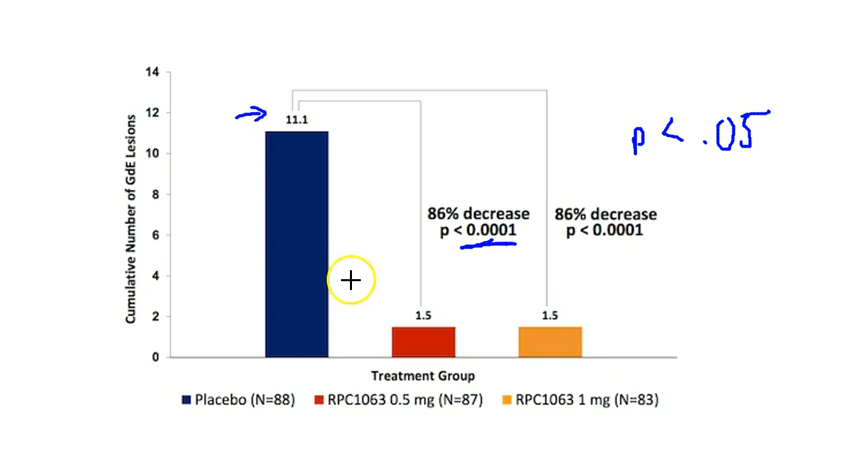 14
12
10
8
6
4
2
0
Cumulative Number of GdE Lesions
11.1
p < .05
86% decrease
p < 0.0001
86% decrease
p < 0.0001
1.5
1.5
Treatment Group
Placebo (N=88) RPC1063 0.5 mg (N=87) RPC1063 1 mg (N=83)